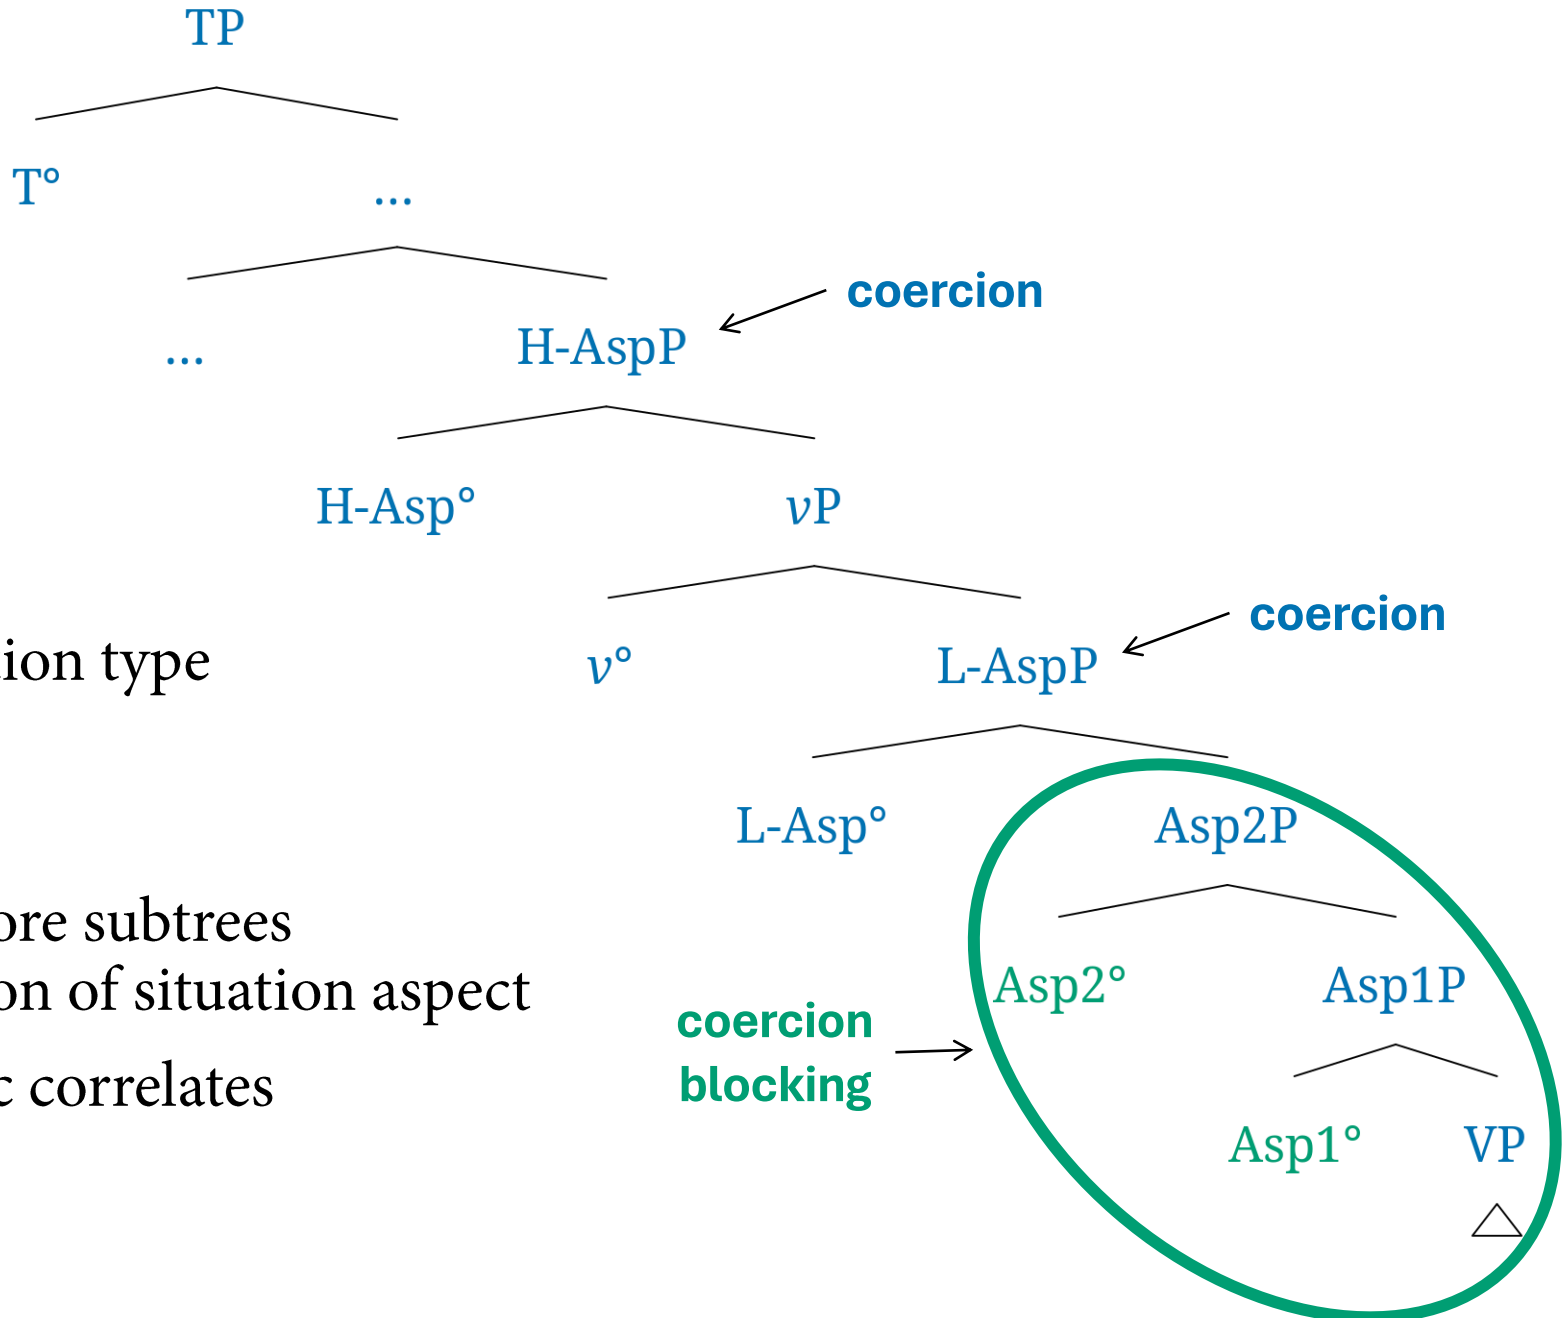 TP
T° ...
coercion
... H-AspP
H-Asp° vP
coercion
ion type v° L-AspP
L-Asp° Asp2P
ore subtrees
on of situation aspect Asp2° Asp1P
coercion
blocking
c correlates
Asp1° VP